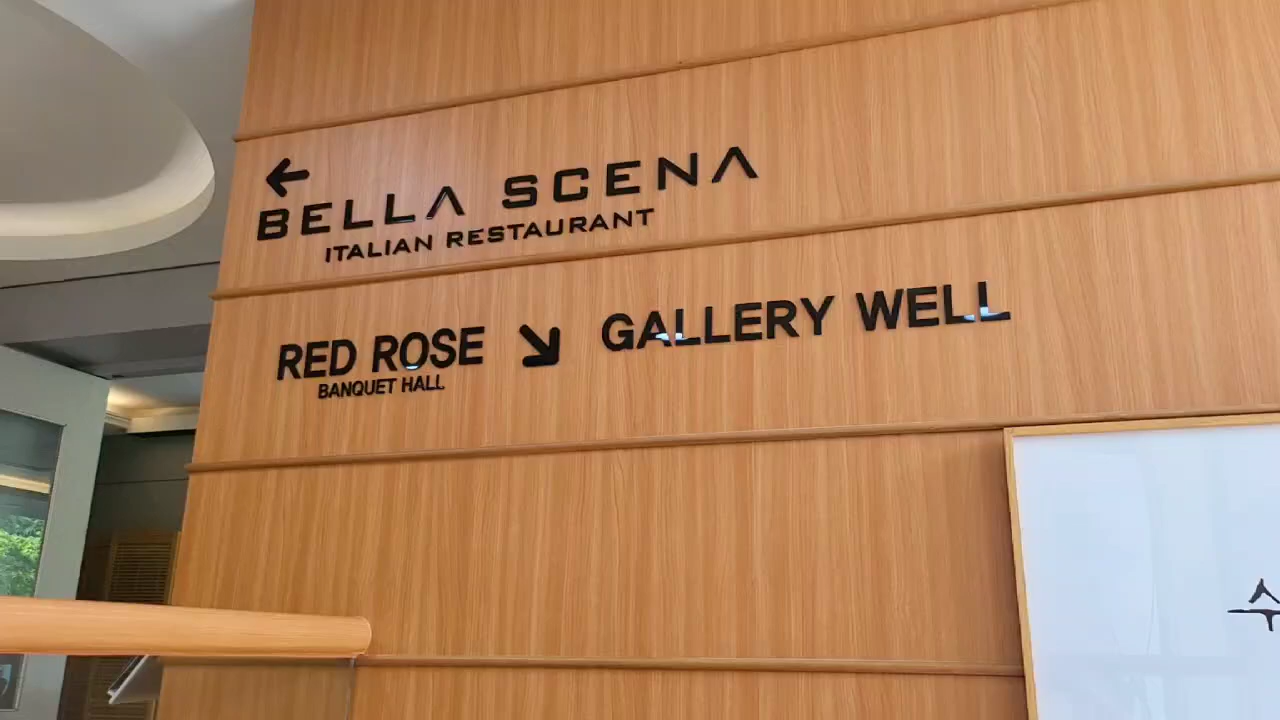 BELLA SCENA
ITALIAN RESTAURANT
RED ROSE
BANQUET HALL
GALLERY WELL